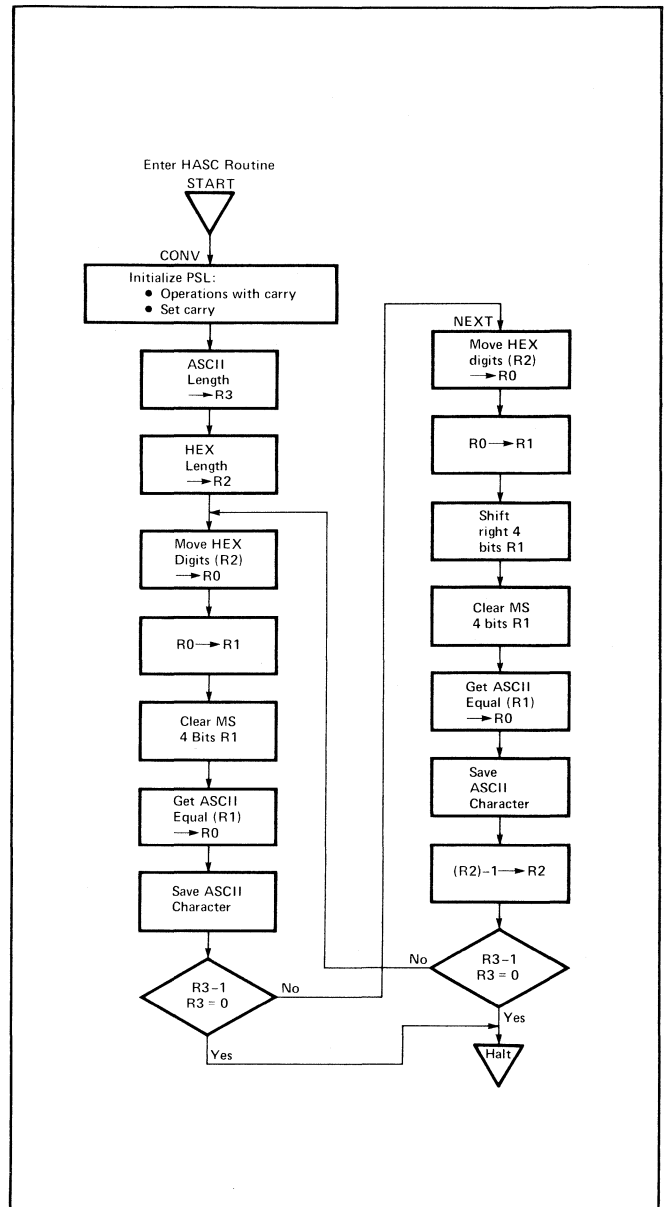 Enter HASC Routine
START
CONV
Initialize PSL:
• Operations with carry
• Set carry
ASCII
Length
→R3
HEX
Length
→R2
Move HEX
Digits (R2)
→R0
R0→R1
Clear MS
4 Bits R1
Get ASCII
Equal (R1)
→R0
Save ASCII
Character
R3-1
R3 = 0
No
Yes
NEXT
Move HEX
digits (R2)
→R0
R0→R1
Shift
right 4
bits R1
Clear MS
4 bits R1
Get ASCII
Equal (R1)
→R0
Save
ASCII
Character
(R2)-1→R2
R3-1
R3 = 0
No
Yes
Halt